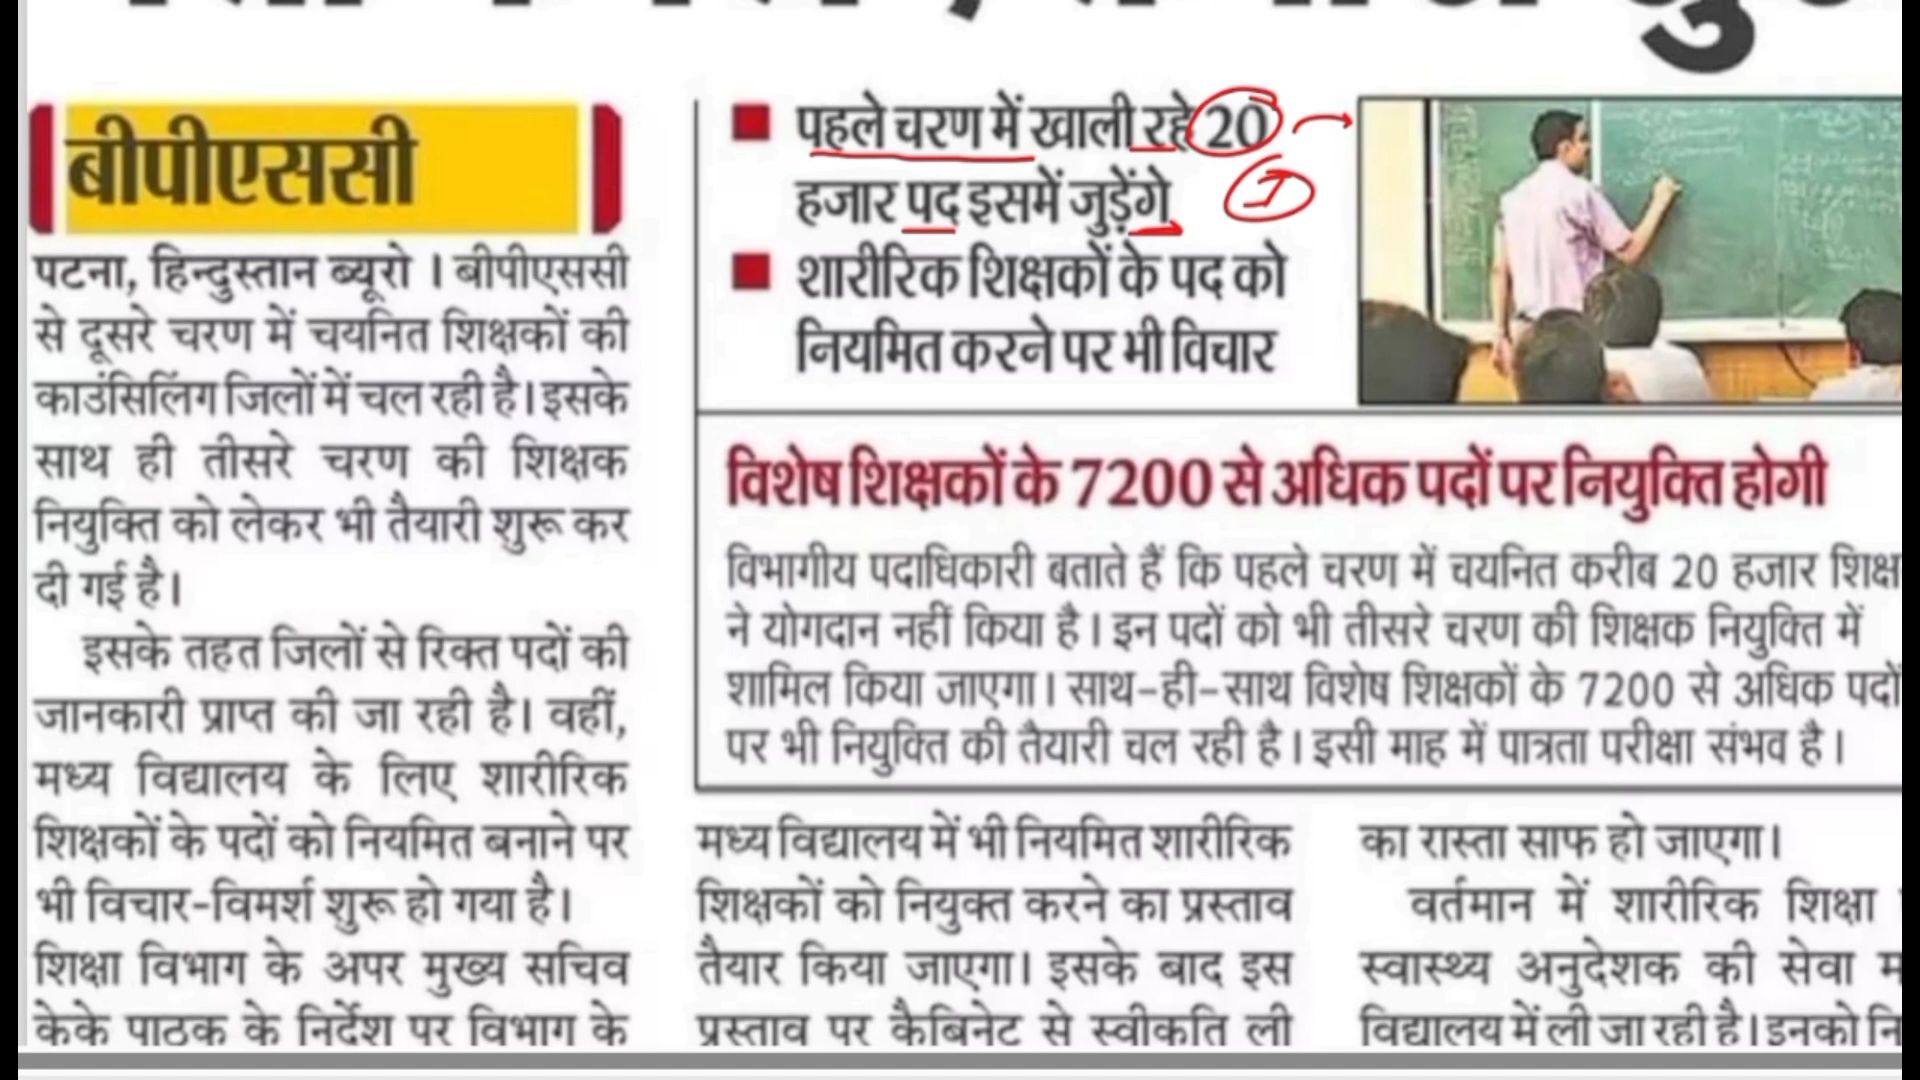 बीपीएससी
पटना, हिन्दुस्तान ब्यूरो । बीपीएससी
से दूसरे चरण में चयनित शिक्षकों की
काउंसिलिंग जिलों में चल रही है। इसके
साथ ही तीसरे चरण की शिक्षक
नियुक्ति को लेकर भी तैयारी शुरू कर
दी गई है।
इसके तहत जिलों से रिक्त पदों की
जानकारी प्राप्त की जा रही है। वहीं,
मध्य विद्यालय के लिए शारीरिक
शिक्षकों के पदों को नियमित बनाने पर
भी विचार-विमर्श शुरू हो गया है।
शिक्षा विभाग के अपर मुख्य सचिव
केके पाठक के निर्देश पर विभाग के
पहले चरण में खाली रहे 20
हजार पद इसमें जुड़ेंगे
I
शारीरिक शिक्षकों के पद को
नियमित करने पर भी विचार
विशेष शिक्षकों के 7200 से अधिक पदों पर नियुक्ति होगी
विभागीय पदाधिकारी बताते हैं कि पहले चरण में चयनित करीब 20 हजार शिक्ष
ने योगदान नहीं किया है। इन पदों को भी तीसरे चरण की शिक्षक नियुक्ति में
शामिल किया जाएगा। साथ-ही-साथ विशेष शिक्षकों के 7200 से अधिक पदों
पर भी नियुक्ति की तैयारी चल रही है। इसी माह में पात्रता परीक्षा संभव है।
मध्य विद्यालय में भी नियमित शारीरिक
शिक्षकों को नियुक्त करने का प्रस्ताव
तैयार किया जाएगा। इसके बाद इस
प्रस्ताव पर कैबिनेट से स्वीकृति ली
का रास्ता साफ हो जाएगा।
वर्तमान में शारीरिक शिक्षा
स्वास्थ्य अनुदेशक की सेवा म
विद्यालय में ली जा रही है। इनको नि